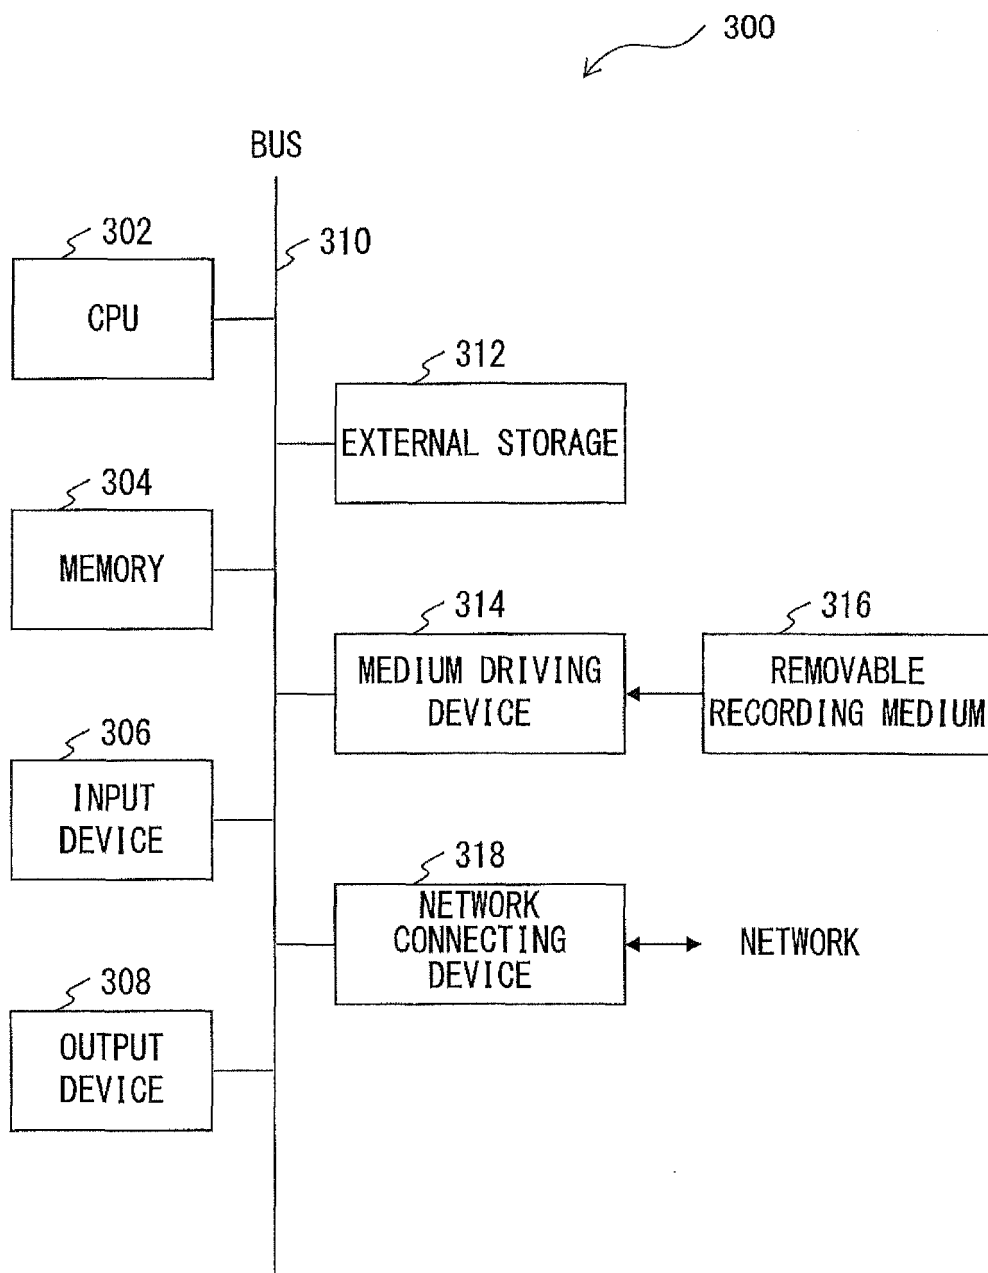 300
BUS
302
310
CPU
312
EXTERNAL STORAGE
304
MEMORY
314
316
MEDIUM DRIVING
DEVICE
REMOVABLE
RECORDING MEDIUM
306
INPUT
DEVICE
318
NETWORK
CONNECTING
DEVICE
NETWORK
308
OUTPUT
DEVICE